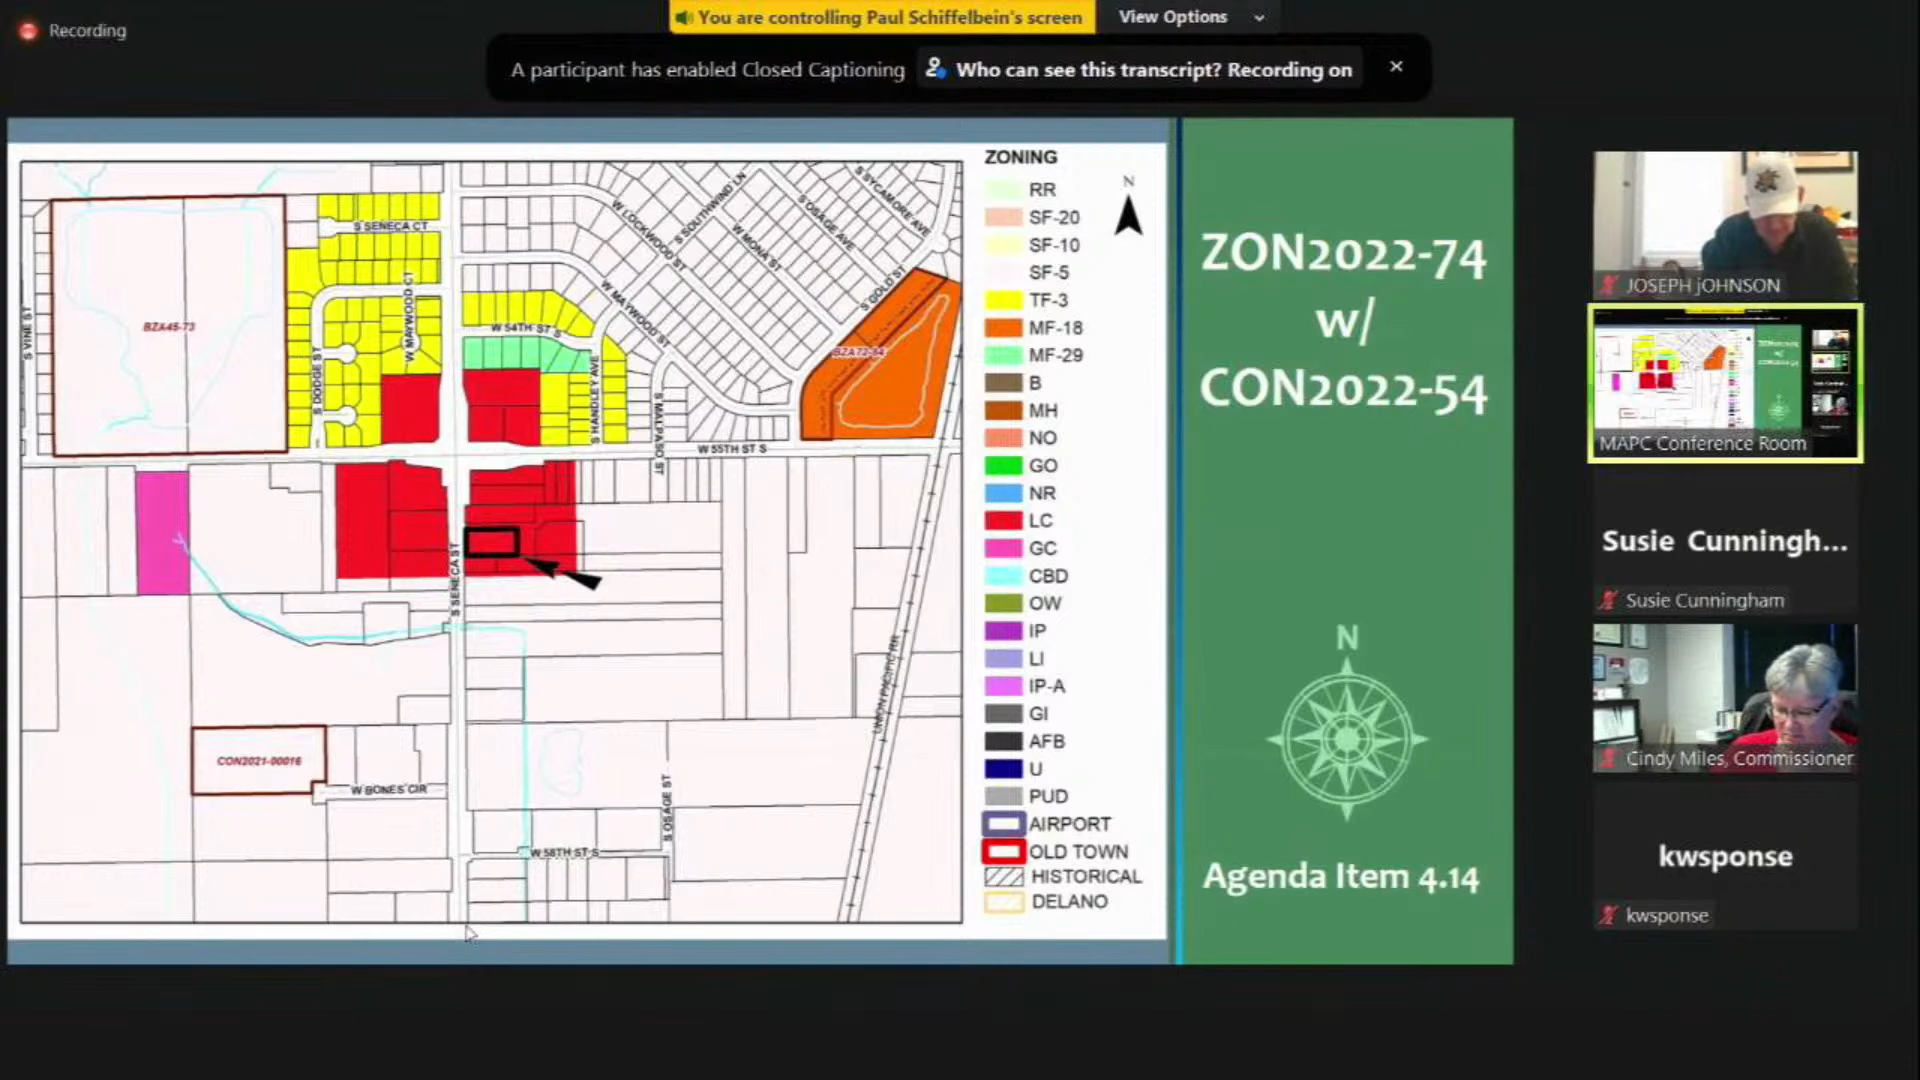 Recording
You are controlling Paul Schiffelbein's screen
View Options
A participant has enabled Closed Captioning
Who can see this transcript? Recording on
S VINE ST
BZA45-73
S SENECA CT
W MAYWOOD CT
S DODGE ST
W LOCKWOOD ST
S SOUTHWIND LN
W MONA ST
S OSAGE AVE
S SYCAMORE AVE
S GOLD ST
W MAYWOOD ST
W 54TH ST S
S HANDLEY AVE
S MALPASO ST
W 55TH ST S
S SENECA ST
UNION PACIFIC RR
CON2021-00016
W BONES CIR
S OSAGE ST
W 58TH ST S
ZONING
N
RR
SF-20
SF-10
SF-5
TF-3
MF-18
MF-29
B
MH
NO
GO
NR
LC
GC
CBD
OW
IP
LI
IP-A
GI
AFB
U
PUD
AIRPORT
OLD TOWN
HISTORICAL
DELANO
ZON2022-74
w/
CON2022-54
N
Agenda Item 4.14
JOSEPH jOHNSON
MAPC Conference Room
Susie Cunningh...
Susie Cunningham
Cindy Miles, Commissioner
kwsponse
kwsponse